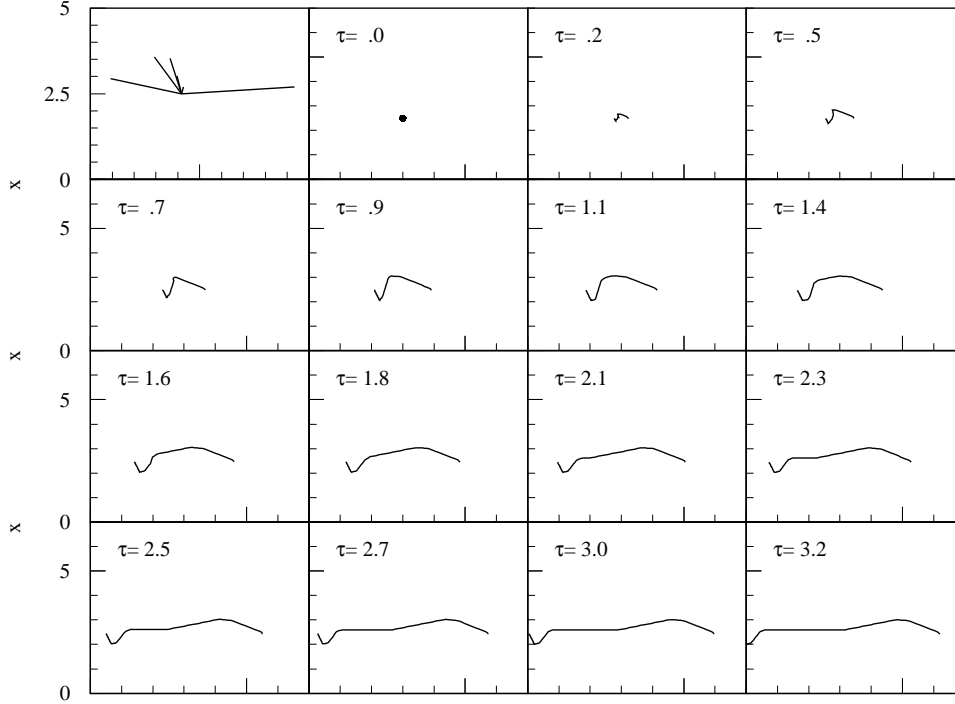 5
2.5
0
τ= .0
τ= .2
τ= .5
x
5
0
τ= .7
τ= .9
τ= 1.1
τ= 1.4
x
5
0
τ= 1.6
τ= 1.8
τ= 2.1
τ= 2.3
x
5
0
τ= 2.5
τ= 2.7
τ= 3.0
τ= 3.2